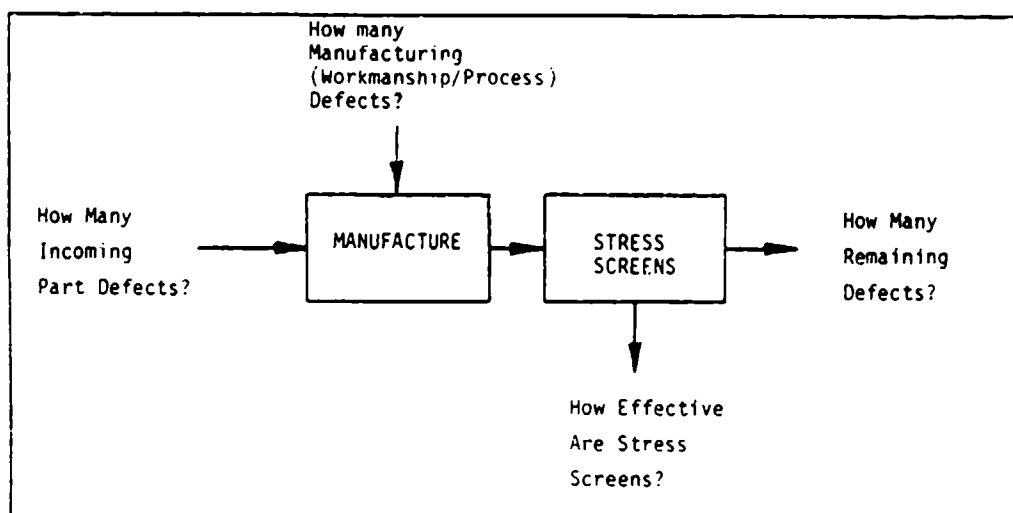 How many
Manufacturing
(Workmanship/Process)
Defects?
How Many
Incoming
Part Defects?
MANUFACTURE
STRESS
SCREENS
How Many
Remaining
Defects?
How Effective
Are Stress
Screens?